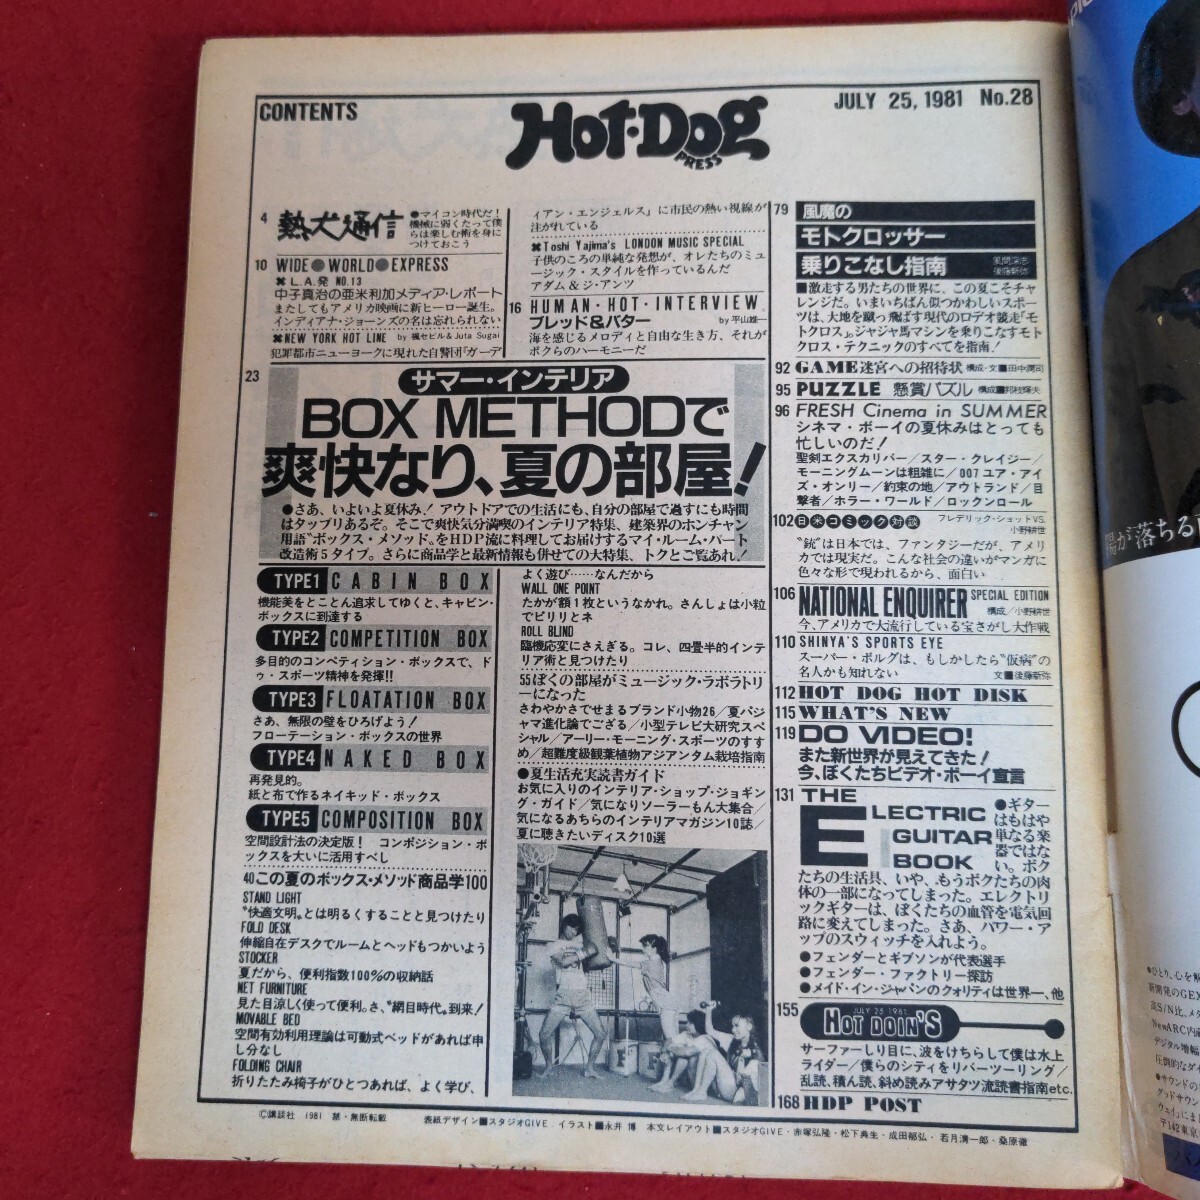 CONTENTS
Hot·Dog
PRESS
JULY 25, 1981 No.28
4 熱犬通信
●マイコン時代だ!
機械に弱くたって僕
らは楽しむ術を身に
つけておこう
10 WIDE●WORLD●EXPRESS
✖L.A.発 NO.13
中子真治の亜米利加メディア・レポート
またしてもアメリカ映画に新ヒーロー誕生。
インディアナ・ジョーンズの名は忘れられない
✖NEW YORK HOT LINE by 槻セビル&Juta Sugai
犯罪都市ニューヨークに現れた自警団『ガーデ
ィアン・エンジェルス』に市民の熱い視線が
注がれている
✖Toshi Yajima's LONDON MUSIC SPECIAL
子供のころの単純な発想が、オレたちのミュ
ージック・スタイルを作っているんだ
アダム&ジ・アンツ
16 HUMAN・HOT・INTERVIEW
ブレッド&バター by 平山雄一
海を感じるメロディと自由な生き方、それが
ボクらのハーモニーだ
23 サマー・インテリア
BOX METHODで
爽快なり、夏の部屋!
●さあ、いよいよ夏休み! アウトドアでの生活にも、自分の部屋で過すにも時間
はタップリあるぞ。そこで爽快気分満喫のインテリア特集、建築界のホンチャン
用語〝ボックス・メソッド〟をHDP流に料理してお届けするマイ・ルーム・パート
改造術5タイプ。さらに商品学と最新情報も併せての大特集、トクとご覧あれ!
TYPE1 CABIN BOX
機能美をとことん追求してゆくと、キャビン・
ボックスに到達する
TYPE2 COMPETITION BOX
多目的のコンペティション・ボックスで、ド
ゥ・スポーツ精神を発揮!!
TYPE3 FLOATATION BOX
さあ、無限の壁をひろげよう!
フローテーション・ボックスの世界
TYPE4 NAKED BOX
再発見的。
紙と布で作るネイキッド・ボックス
TYPE5 COMPOSITION BOX
空間設計法の決定版! コンポジション・ボ
ックスを大いに活用すべし
40 この夏のボックス・メソッド商品学100
STAND LIGHT
〝快適文明〟とは明るくすることと見つけたり
FOLD DESK
伸縮自在デスクでルームとヘッドもつかいよう
STOCKER
夏だから、便利指数100%の収納話
NET FURNITURE
見た目涼しく使って便利。さ、〝網目時代〟到来!
MOVABLE BED
空間有効利用理論は可動式ベッドがあれば申
し分なし
FOLDING CHAIR
折りたたみ椅子がひとつあれば、よく学び、
よく遊び……なんだから
WALL ONE POINT
たかが額1枚というなかれ。さんしょは小粒
でピリリとネ
ROLL BLIND
臨機応変にさえぎる。コレ、四畳半的インテ
リア術と見つけたり
55 ぼくの部屋がミュージック・ラボラトリ
ーになった
さわやかさでせまるブランド小物26/夏パジ
ャマ進化論でござる/小型テレビ大研究スペ
シャル/アーリー・モーニング・スポーツのすす
め/超難度級観葉植物アジアンタム栽培指南
●夏生活充実読書ガイド
お気に入りのインテリア・ショップ・ジョギン
グ・ガイド/気になりソーラーもん大集合/
気になるあちらのインテリアマガジン10誌/
夏に聴きたいディスク10選
79 風魔の
モトクロッサー
乗りこなし指南 風間深志
後藤新弥
■激走する男たちの世界に、この夏こそチャ
レンジだ。いまいちばん似つかわしいスポー
ツは、大地を蹴っ飛ばす現代のロデオ競走『モ
トクロス』。ジャジャ馬マシンを乗りこなすモト
クロス・テクニックのすべてを指南!
92 GAME 迷宮への招待状 構成・文■田中潤司
95 PUZZLE 懸賞パズル 構成■邦枝輝夫
96 FRESH Cinema in SUMMER
シネマ・ボーイの夏休みはとっても
忙しいのだ!
聖剣エクスカリバー/スター・クレイジー/
モーニングムーンは粗雑に/007 ユア・アイ
ズ・オンリー/約束の地/アウトランド/目
撃者/ホラー・ワールド/ロックンロール
102 日米コミック対談 フレデリック・ショットVS.
小野耕世
〝銃〟は日本では、ファンタジーだが、アメリ
カでは現実だ。こんな社会の違いがマンガに
色々な形で現われるから、面白い
106 NATIONAL ENQUIRER SPECIAL EDITION
構成/小野耕世
今、アメリカで大流行している宝さがし大作戦
110 SHINYA'S SPORTS EYE
スーパー・ボルグは、もしかしたら〝仮病〟の
名人かも知れない 文■後藤新弥
112 HOT DOG HOT DISK
115 WHAT'S NEW
119 DO VIDEO!
また新世界が見えてきた!
今、ぼくたちビデオ・ボーイ宣言
131 THE
ELECTRIC
GUITAR
BOOK
●ギター
はもはや
単なる楽
器ではな
い。ボク
たちの生活具、いや、もうボクたちの肉
体の一部になってしまった。エレクトリ
ックギターは、ぼくたちの血管を電気回
路に変えてしまった。さあ、パワー・ア
ップのスウィッチを入れよう。
●フェンダーとギブソンが代表選手
●フェンダー・ファクトリー探訪
●メイド・イン・ジャパンのクォリティは世界一、他
155 JULY 25 1981
HOT DOIN'S
サーファーしり目に、波をけちらして僕は水上
ライダー/僕らのシティをリバーツーリング/
乱読、積ん読、斜め読みアサタツ流読書指南etc.
168 HDP POST
©講談社 1981 禁・無断転載
表紙デザイン■スタジオGIVE イラスト■永井 博 本文レイアウト■スタジオGIVE・赤塚弘隆・松下典生・成田郁弘・若月清一郎・桑原徹
陽が落ちる